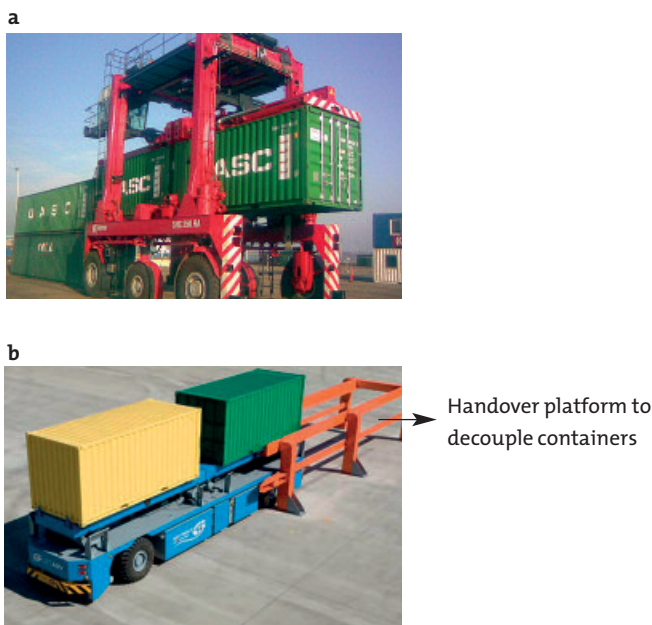 a
ASC
ASC
U A S C
b
Handover platform to
decouple containers